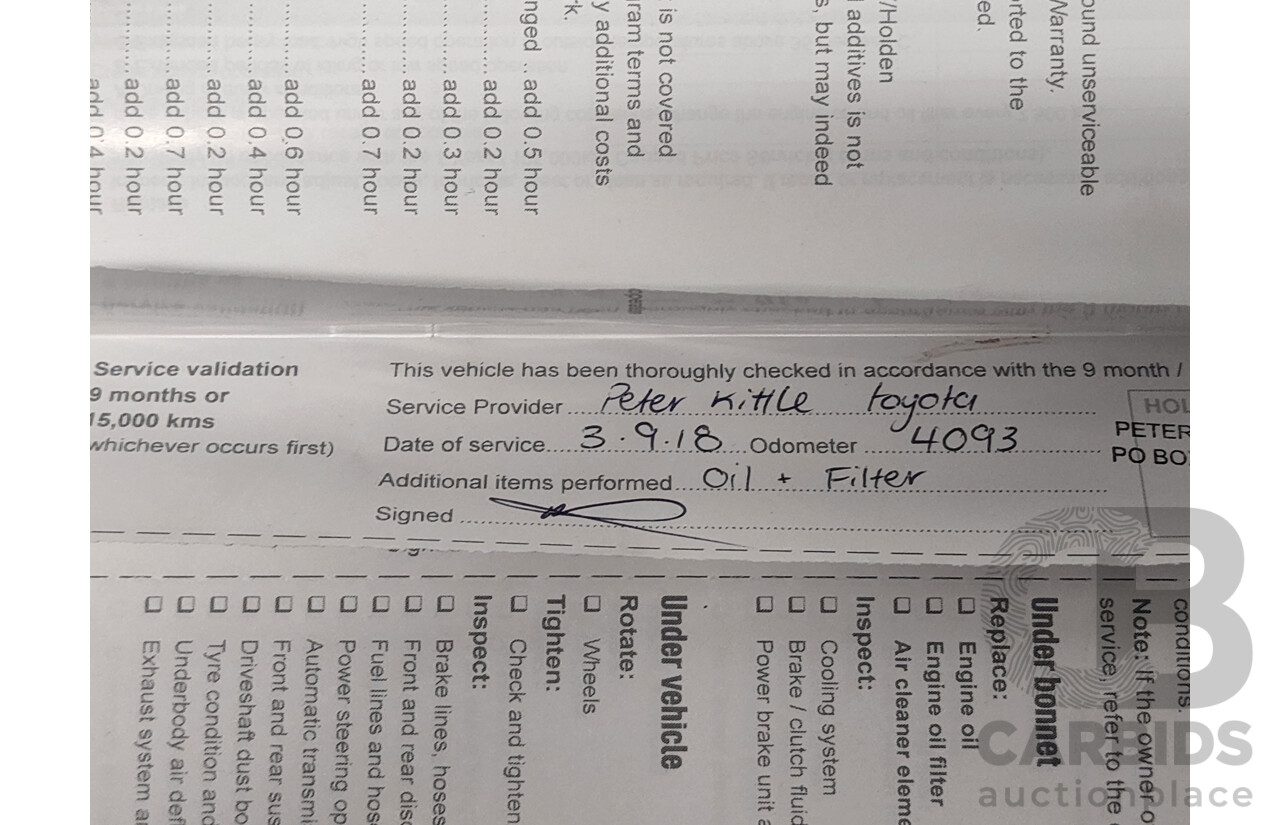 ound unserviceable
Warranty.
rted to the
ed.
/Holden
l additives is not
s, but may indeed
is not covered
ram terms and
y additional costs
rk.
nged .. add 0.5 hour
add 0.2 hour
add 0.3 hour
add 0.2 hour
add 0.7 hour
add 0.6 hour
add 0.4 hour
add 0.2 hour
add 0.7 hour
add 0.2 hour
add 0.4 hour
Service validation
9 months or
15,000 kms
whichever occurs first)
This vehicle has been thoroughly checked in accordance with the 9 month /
Service Provider Peter Kittle toyota
Date of service 3.9.18 Odometer 4093
Additional items performed Oil + Filter
Signed
HOL
PETER
PO BO
conditions.
Note: If the owner o
service, refer to the
Under bonnet
Replace:
Engine oil
Engine oil filter
Air cleaner eleme
Inspect:
Cooling system
Brake / clutch fluid
Power brake unit a
Under vehicle
Rotate:
Wheels
Tighten:
Check and tighten
Inspect:
Brake lines, hoses
Front and rear disc
Fuel lines and hose
Power steering op
Automatic transmi
Front and rear sus
Driveshaft dust bo
Tyre condition and
Underbody air defl
Exhaust system an
CARBIDS
auctionplace